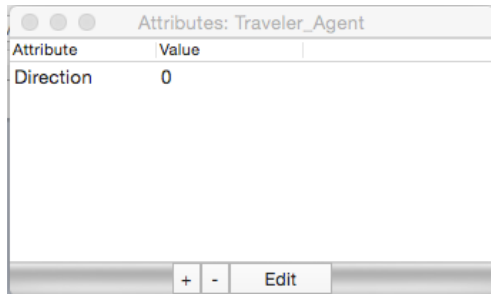 Attributes: Traveler_Agent
Attribute Value
Direction 0
+ - Edit